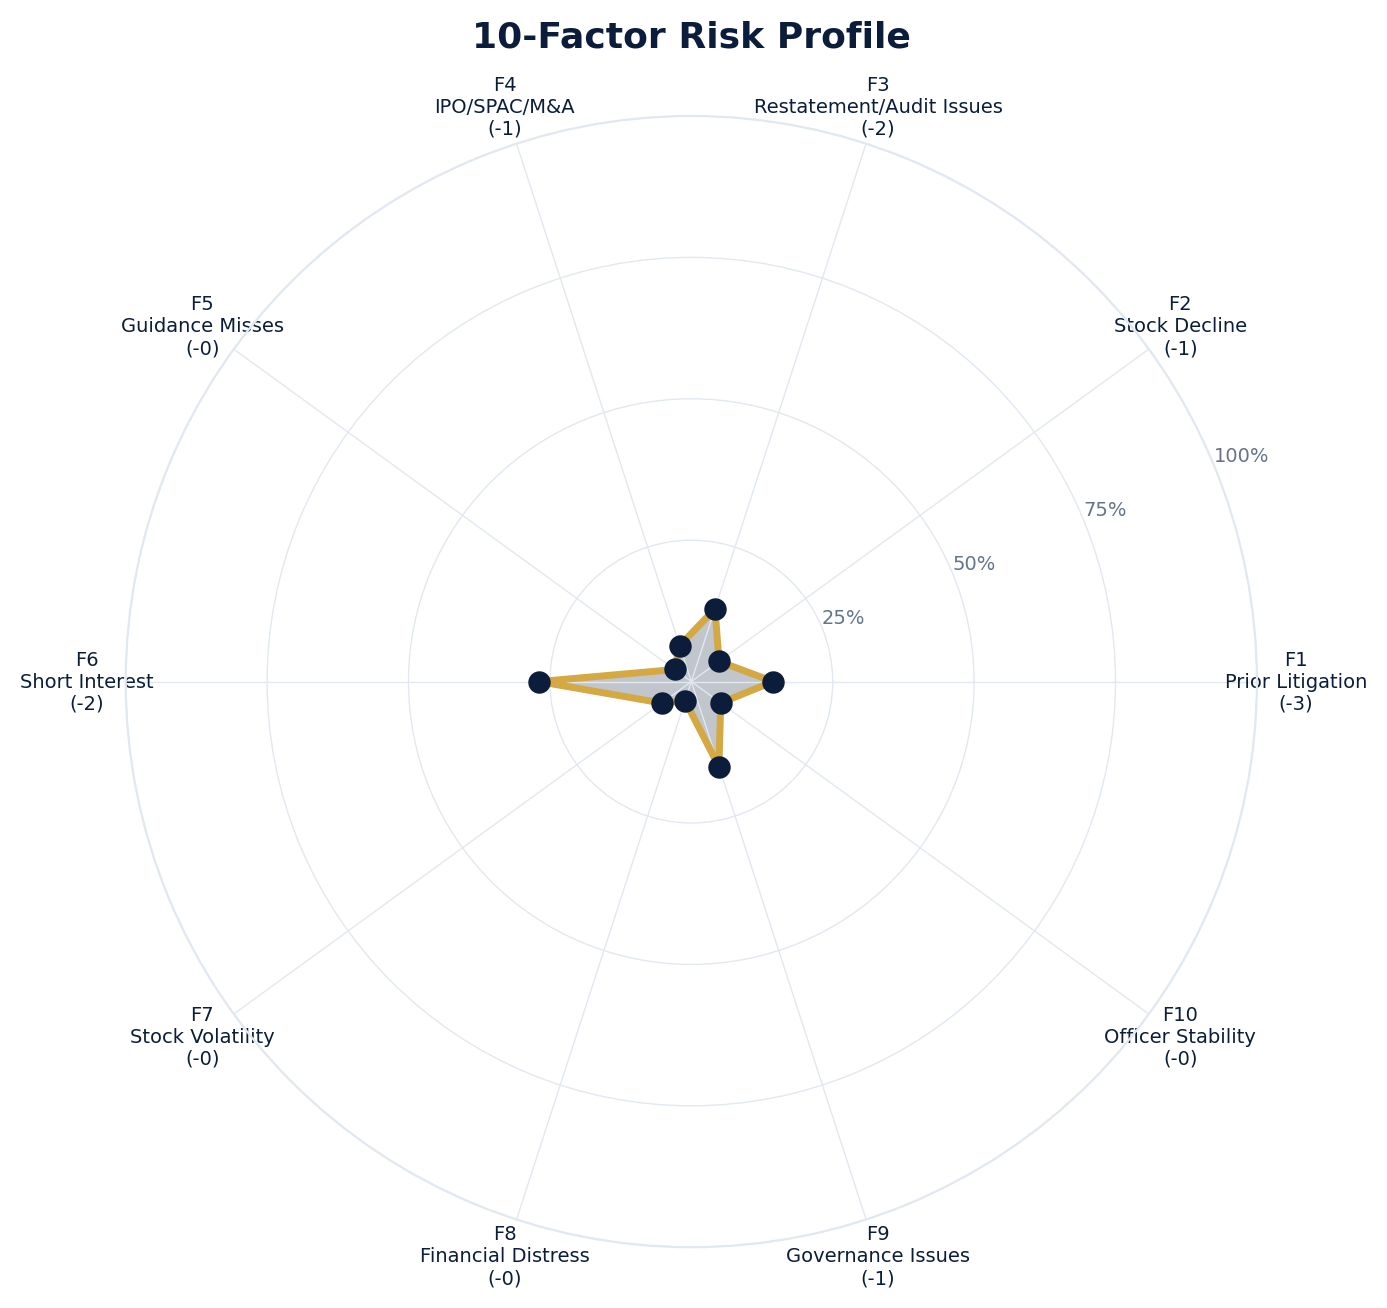 10-Factor Risk Profile
F4
IPO/SPAC/M&A
(-1)
F3
Restatement/Audit Issues
(-2)
F5
Guidance Misses
(-0)
F2
Stock Decline
(-1)
100%
75%
50%
25%
F6
Short Interest
(-2)
F1
Prior Litigation
(-3)
F7
Stock Volatility
(-0)
F10
Officer Stability
(-0)
F8
Financial Distress
(-0)
F9
Governance Issues
(-1)